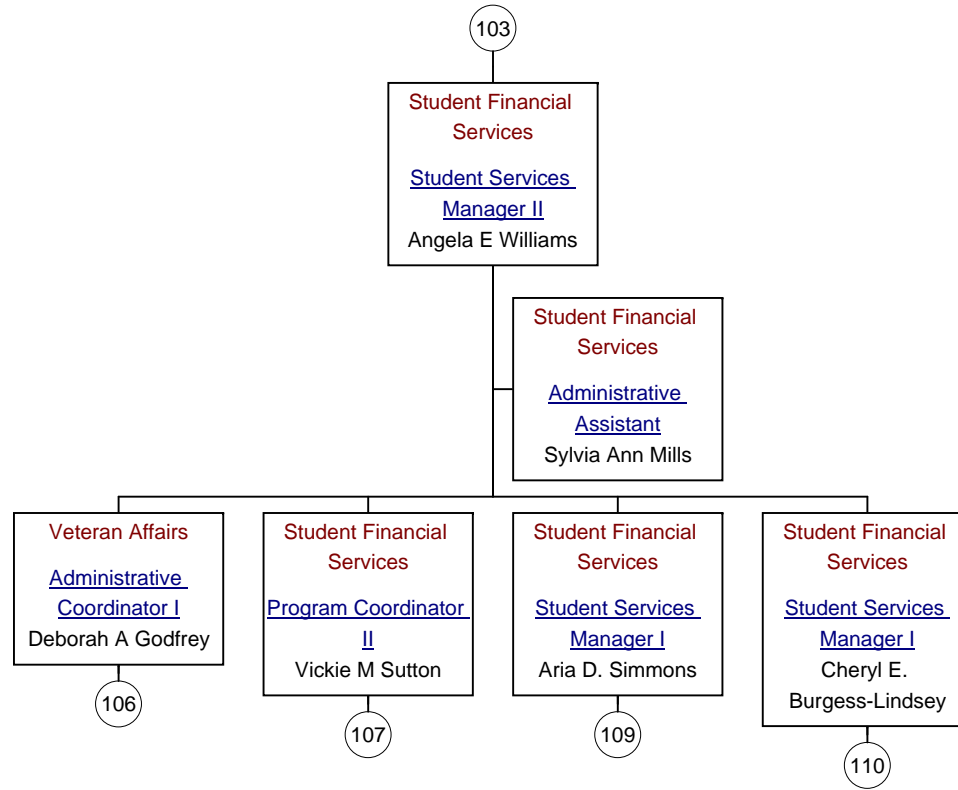 103
Student Financial
Services
Student Services
Manager II
Angela E Williams
Student Financial
Services
Administrative
Assistant
Sylvia Ann Mills
Veteran Affairs
Administrative
Coordinator I
Deborah A Godfrey
106
Student Financial
Services
Program Coordinator
II
Vickie M Sutton
107
Student Financial
Services
Student Services
Manager I
Aria D. Simmons
109
Student Financial
Services
Student Services
Manager I
Cheryl E.
Burgess-Lindsey
110